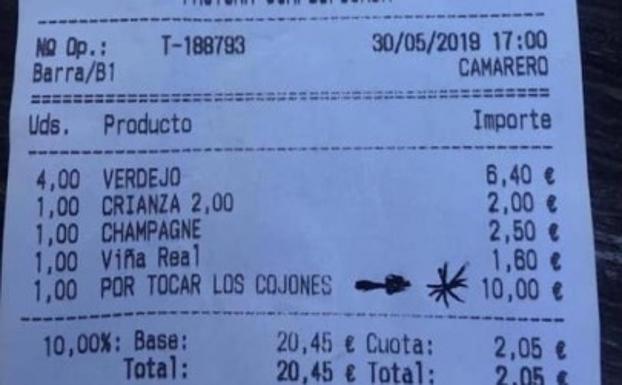 FACTURA SIMPLIFICADA
Nº Op.: T-188793 30/05/2019 17:00
Barra/B1 CAMARERO
Uds. Producto Importe
4,00 VERDEJO 6,40 €
1,00 CRIANZA 2,00 2,00 €
1,00 CHAMPAGNE 2,50 €
1,00 Viña Real 1,60 €
1,00 POR TOCAR LOS COJONES 10,00 €
10,00%: Base: 20,45 € Cuota: 2,05 €
Total: 20,45 € Total: 2,05 €